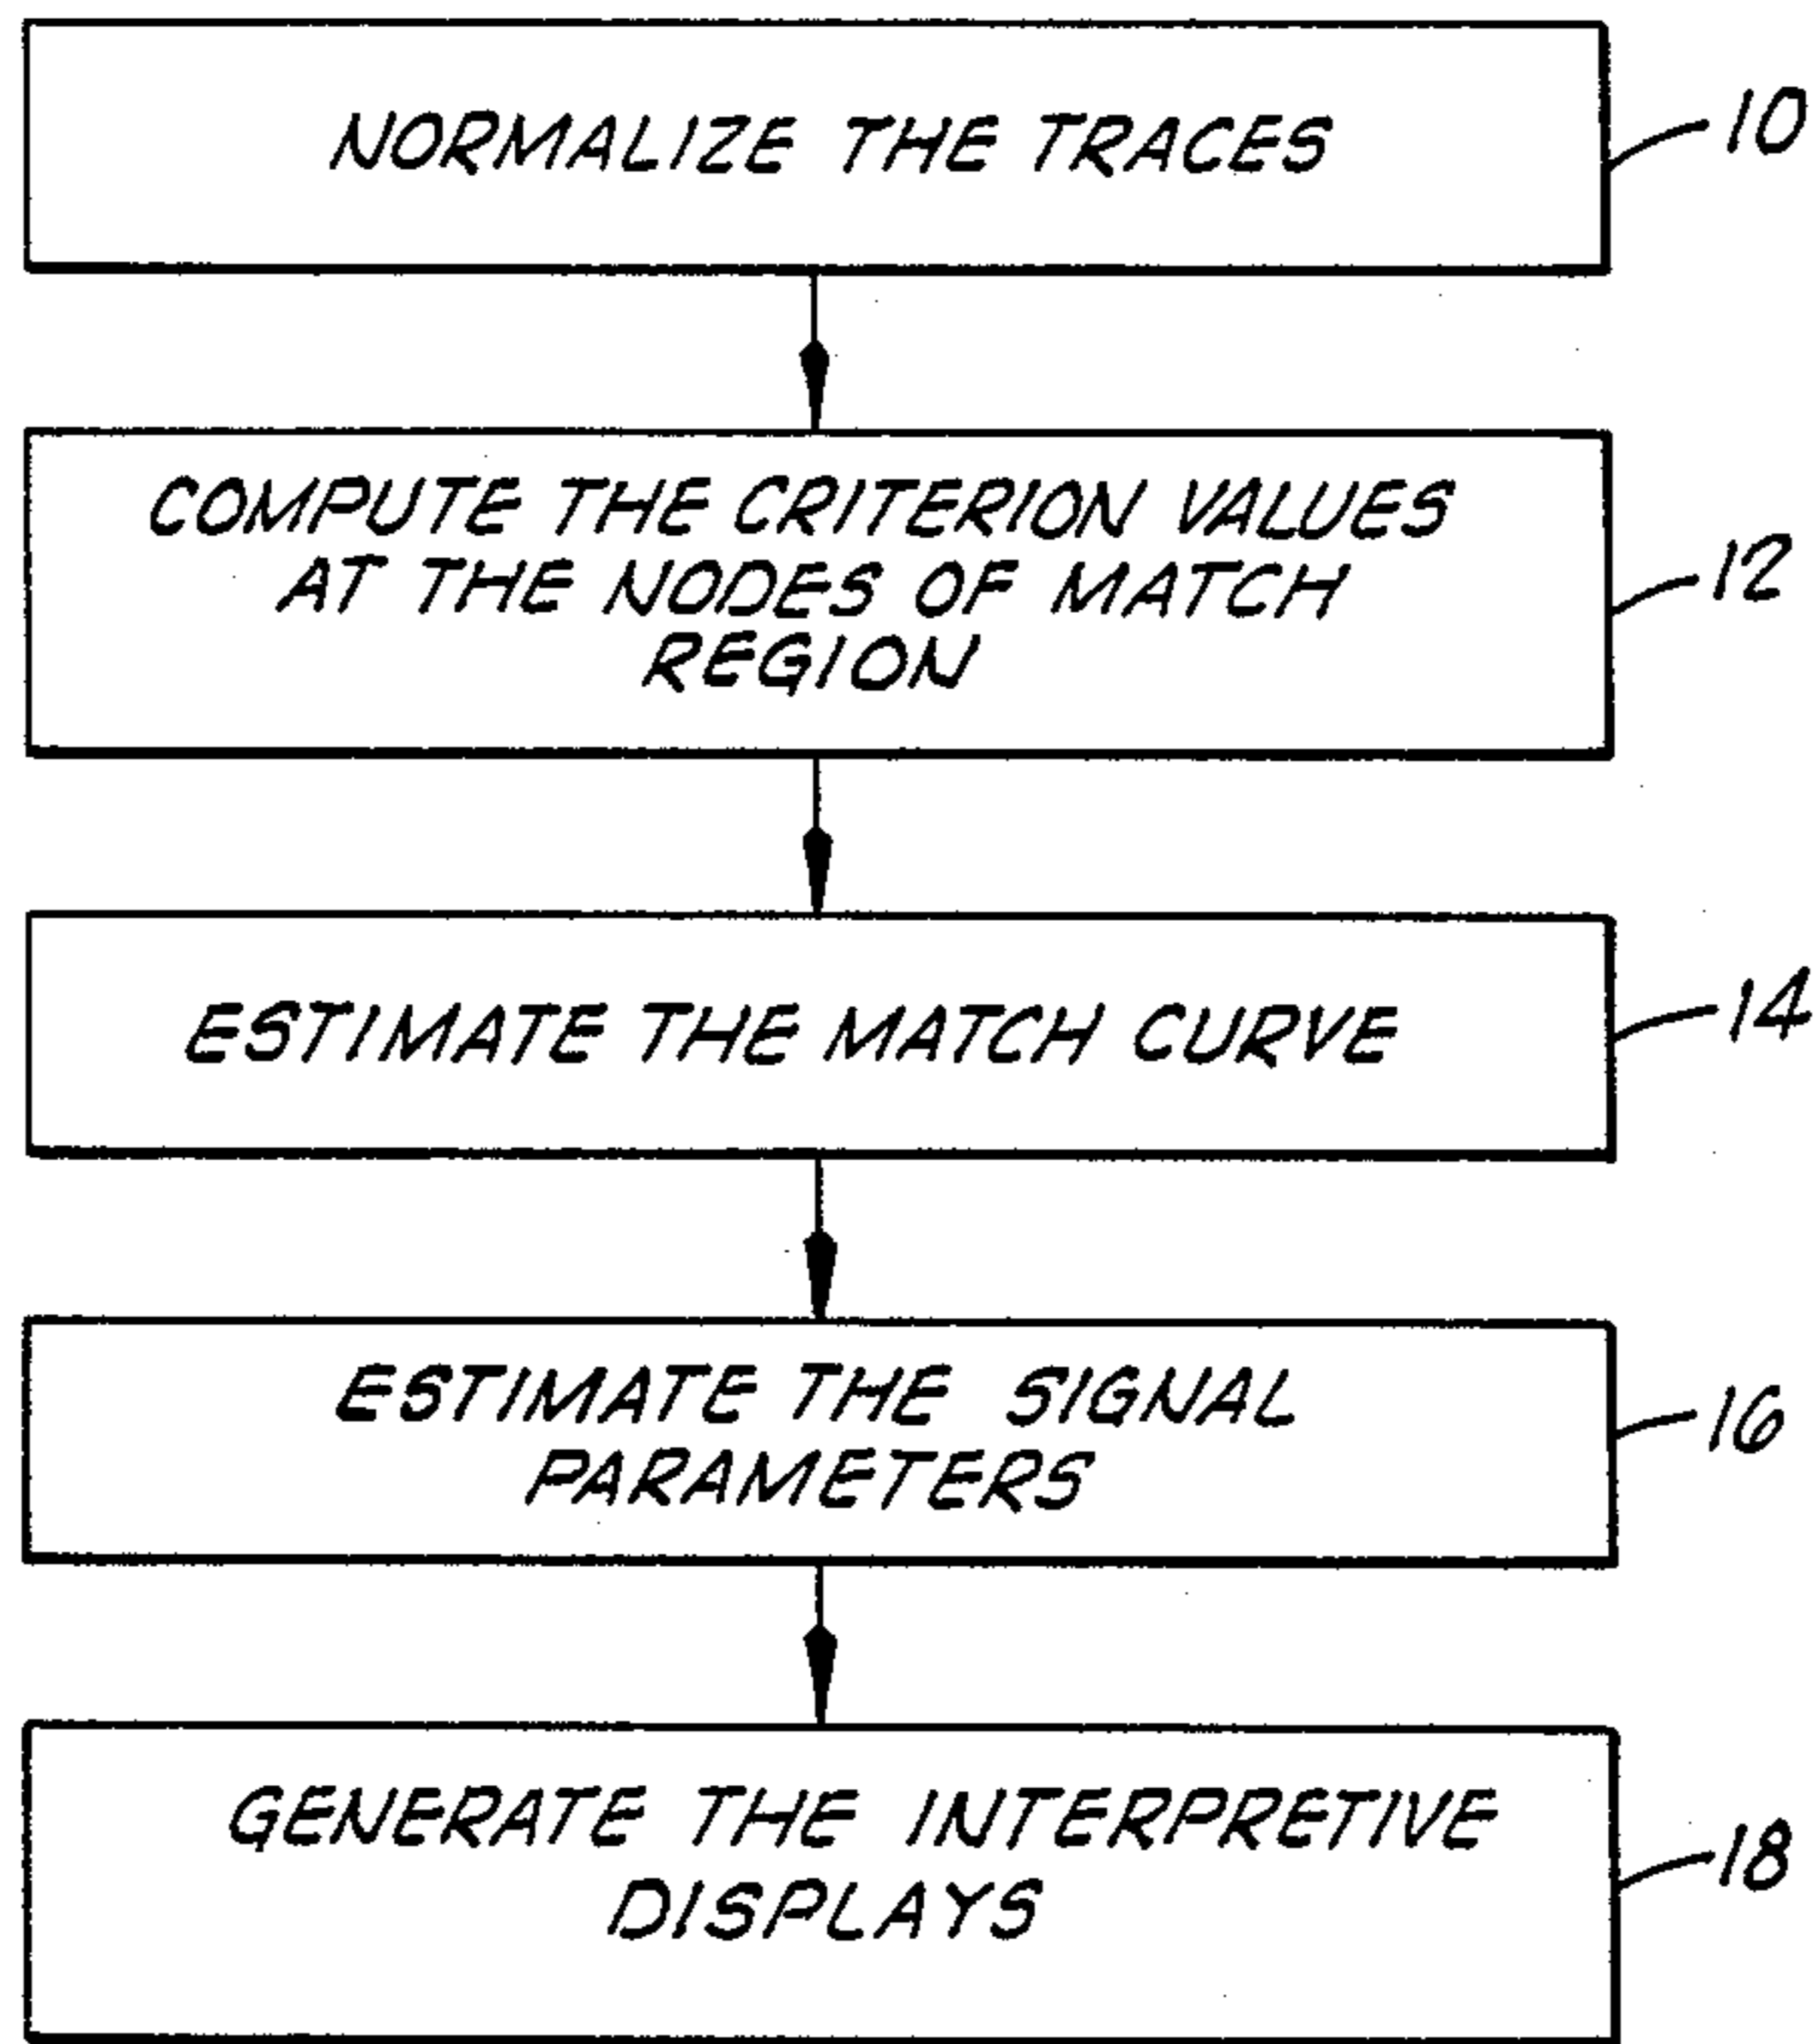 NORMALIZE THE TRACES
10
COMPUTE THE CRITERION VALUES
AT THE NODES OF MATCH
REGION
12
ESTIMATE THE MATCH CURVE
14
ESTIMATE THE SIGNAL
PARAMETERS
16
GENERATE THE INTERPRETIVE
DISPLAYS
18